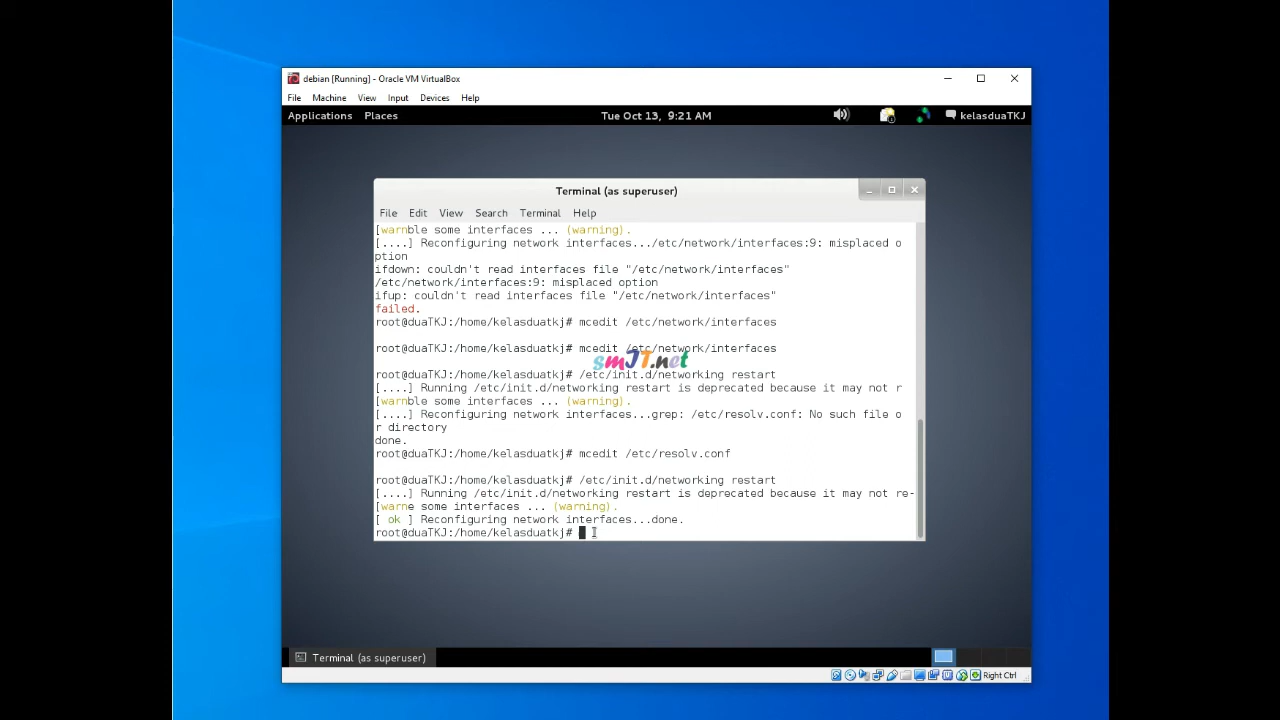 debian [Running] - Oracle VM VirtualBox
File Machine View Input Devices Help
Applications Places Tue Oct 13, 9:21 AM kelasduaTKJ
Terminal (as superuser)
File Edit View Search Terminal Help
[warnble some interfaces ... (warning).
[....] Reconfiguring network interfaces.../etc/network/interfaces:9: misplaced o
ption
ifdown: couldn't read interfaces file "/etc/network/interfaces"
/etc/network/interfaces:9: misplaced option
ifup: couldn't read interfaces file "/etc/network/interfaces"
failed.
root@duaTKJ:/home/kelasduatkj# mcedit /etc/network/interfaces
root@duaTKJ:/home/kelasduatkj# mcedit /etc/network/interfaces
smIT.net
root@duaTKJ:/home/kelasduatkj# /etc/init.d/networking restart
[....] Running /etc/init.d/networking restart is deprecated because it may not r
[warnble some interfaces ... (warning).
[....] Reconfiguring network interfaces...grep: /etc/resolv.conf: No such file o
r directory
done.
root@duaTKJ:/home/kelasduatkj# mcedit /etc/resolv.conf
root@duaTKJ:/home/kelasduatkj# /etc/init.d/networking restart
[....] Running /etc/init.d/networking restart is deprecated because it may not re-
[warne some interfaces ... (warning).
[ ok ] Reconfiguring network interfaces...done.
root@duaTKJ:/home/kelasduatkj#
Terminal (as superuser)
Right Ctrl